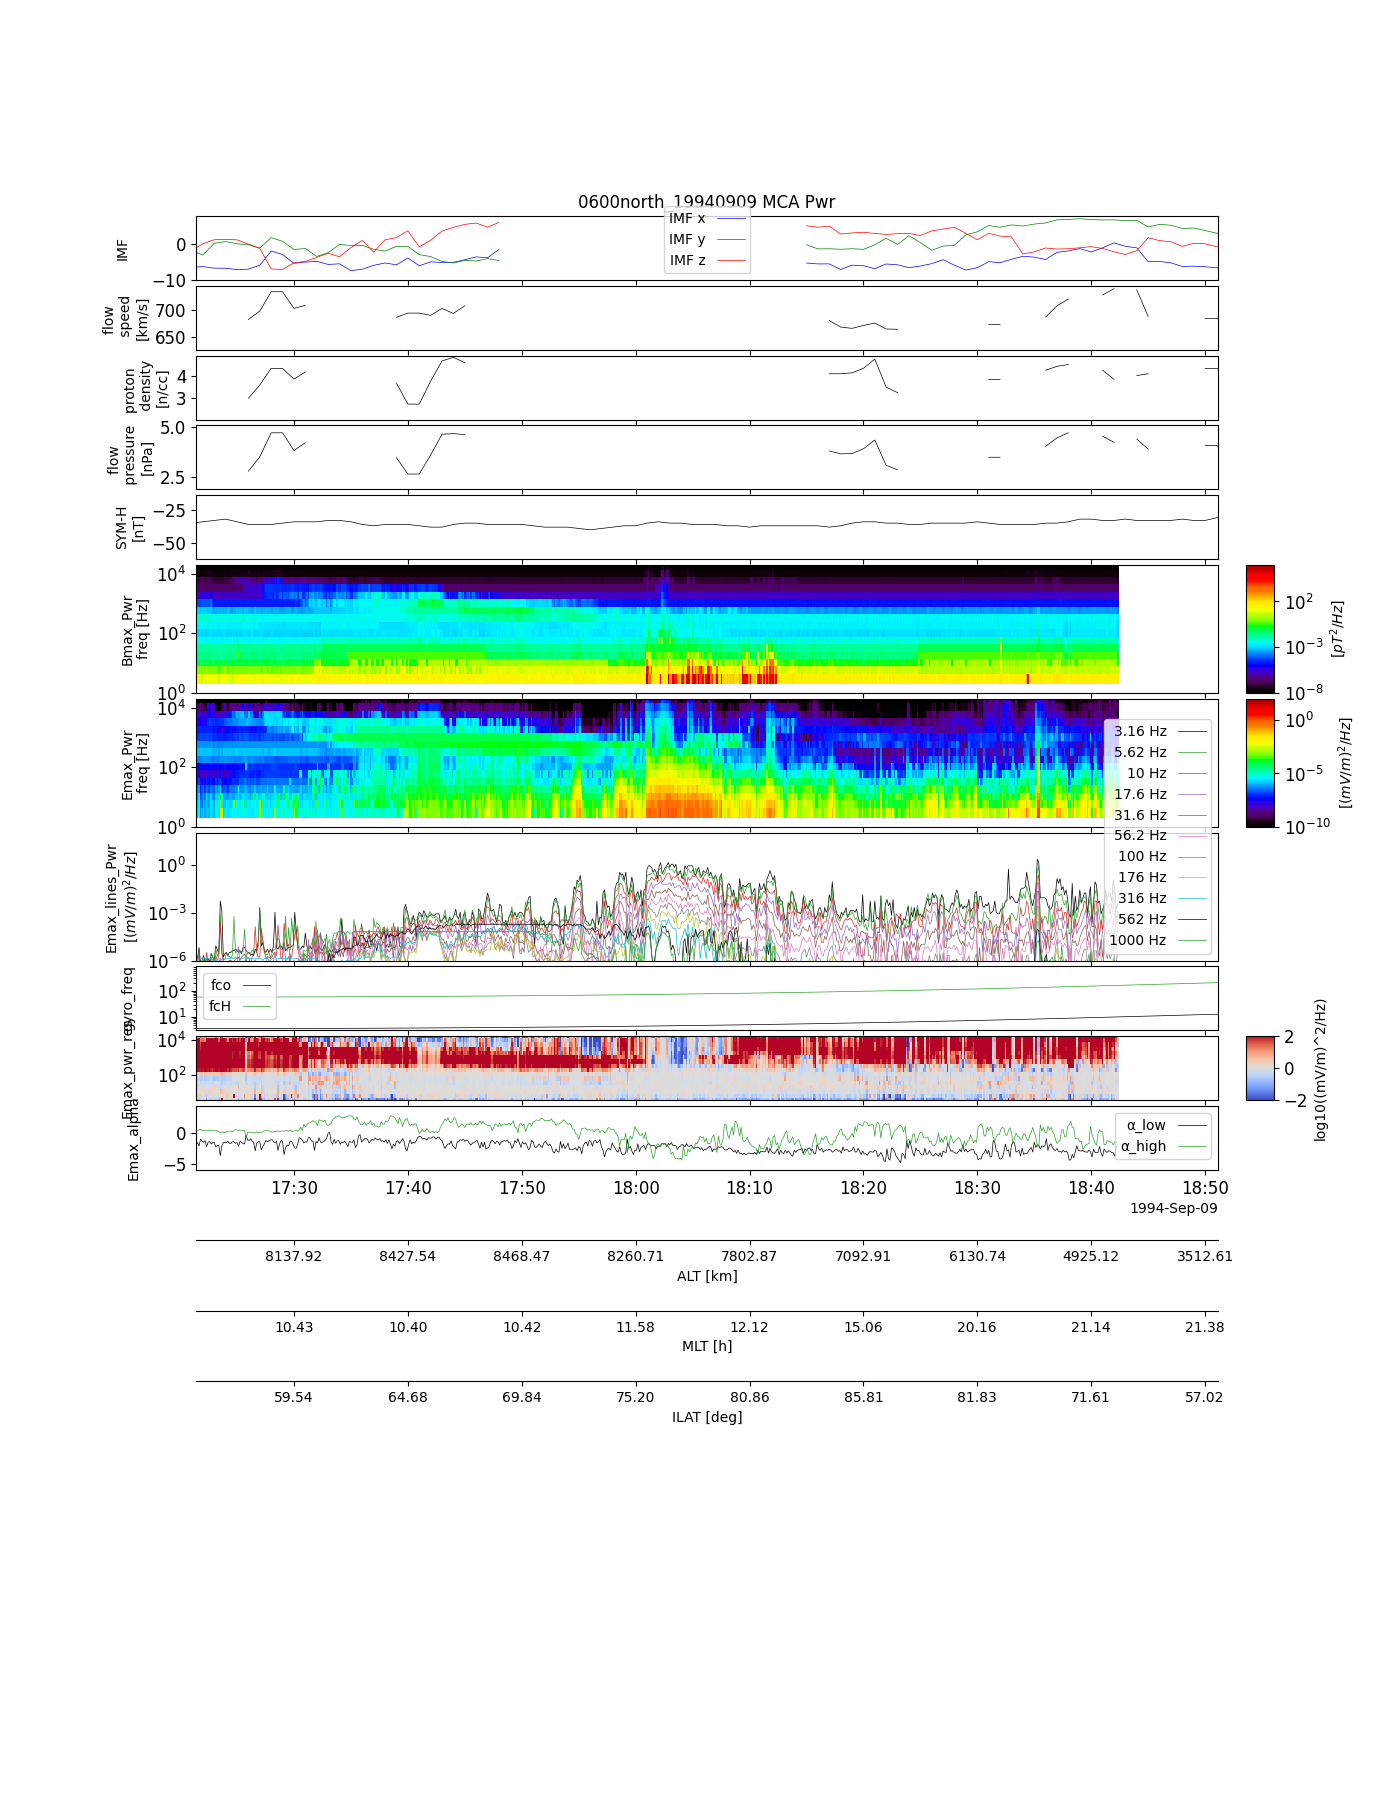 0600north_19940909 MCA Pwr
IMF
0
−10
IMF x
IMF y
IMF z
flow
speed
[km/s]
700
650
proton
density
[n/cc]
4
3
flow
pressure
[nPa]
5.0
2.5
SYM-H
[nT]
−25
−50
Bmax_Pwr
freq [Hz]
10^4
10^2
10^0
10^2
10^−3
10^−8
[pT^2/Hz]
Emax_Pwr
freq [Hz]
10^4
10^2
10^0
10^0
10^−5
10^−10
[(mV/m)^2/Hz]
3.16 Hz
5.62 Hz
10 Hz
17.6 Hz
31.6 Hz
56.2 Hz
100 Hz
176 Hz
316 Hz
562 Hz
1000 Hz
Emax_lines_Pwr
[(mV/m)^2/Hz]
10^0
10^−3
10^−6
gyro_freq
10^2
10^1
fco
fcH
Emax_pwr_res
10^4
10^2
2
0
−2
log10((mV/m)^2/Hz)
Emax_alpha
0
−5
α_low
α_high
17:30 17:40 17:50 18:00 18:10 18:20 18:30 18:40 18:50
1994-Sep-09
8137.92 8427.54 8468.47 8260.71 7802.87 7092.91 6130.74 4925.12 3512.61
ALT [km]
10.43 10.40 10.42 11.58 12.12 15.06 20.16 21.14 21.38
MLT [h]
59.54 64.68 69.84 75.20 80.86 85.81 81.83 71.61 57.02
ILAT [deg]